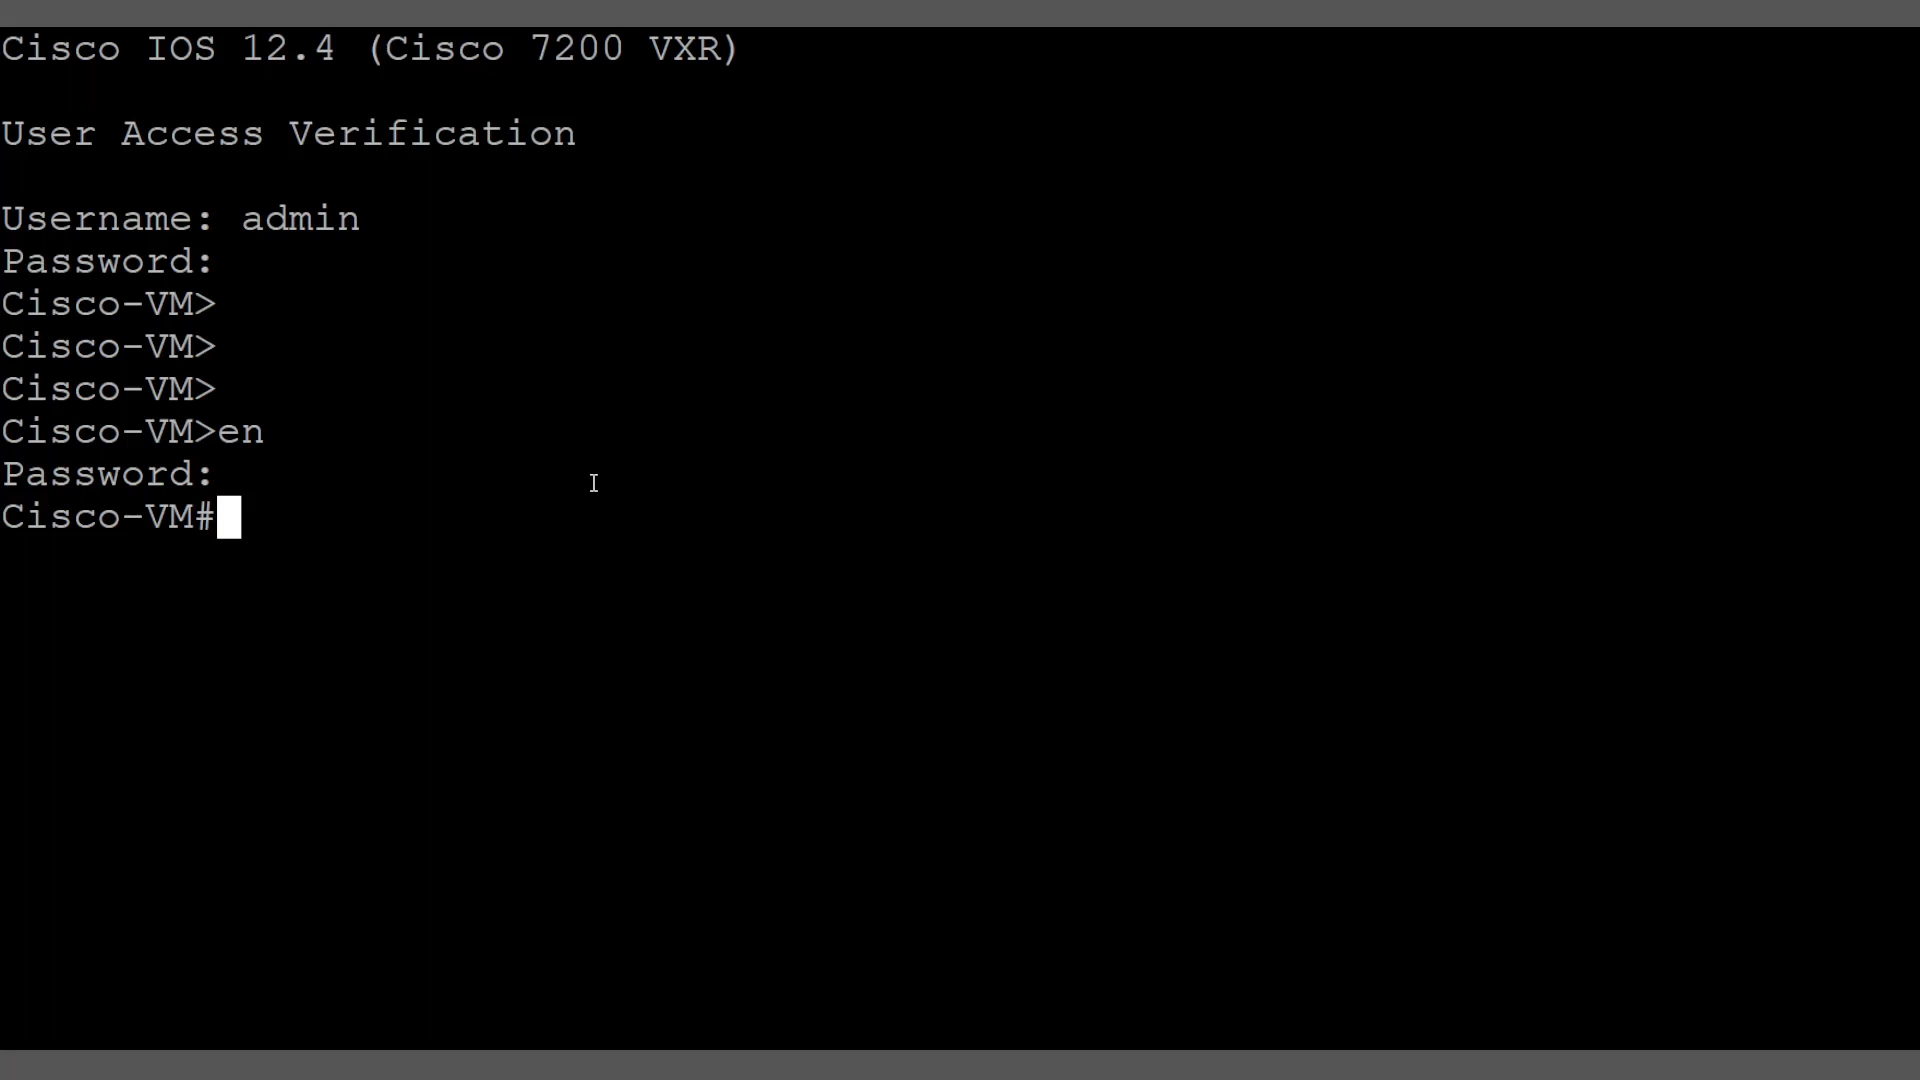 Cisco IOS 12.4 (Cisco 7200 VXR)
User Access Verification
Username: admin
Password:
Cisco-VM>
Cisco-VM>
Cisco-VM>
Cisco-VM>en
Password:
Cisco-VM#